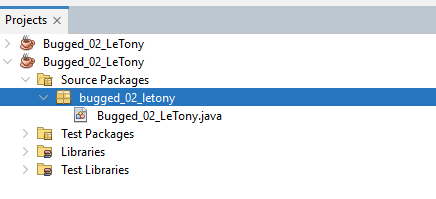 Projects
Bugged_02_LeTony
Bugged_02_LeTony
Source Packages
bugged_02_letony
Bugged_02_LeTony.java
Test Packages
Libraries
Test Libraries